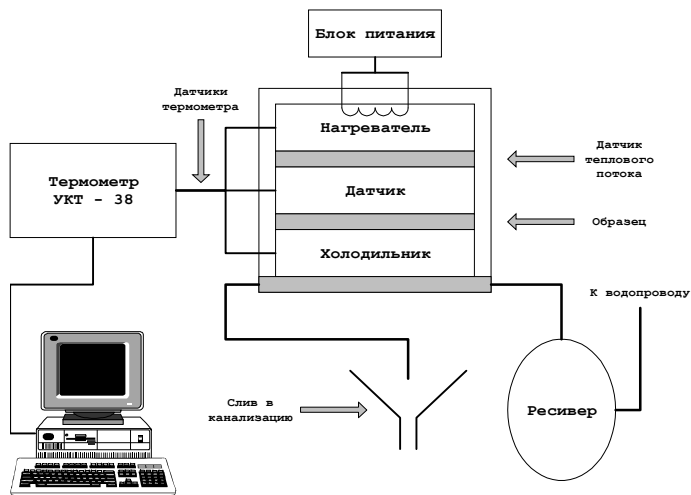 Блок питания
Датчики
термометра
Нагреватель
Датчик
теплового
потока
Термометр
УКТ - 38
Датчик
Образец
Холодильник
К водопроводу
Слив в
канализацию
Ресивер